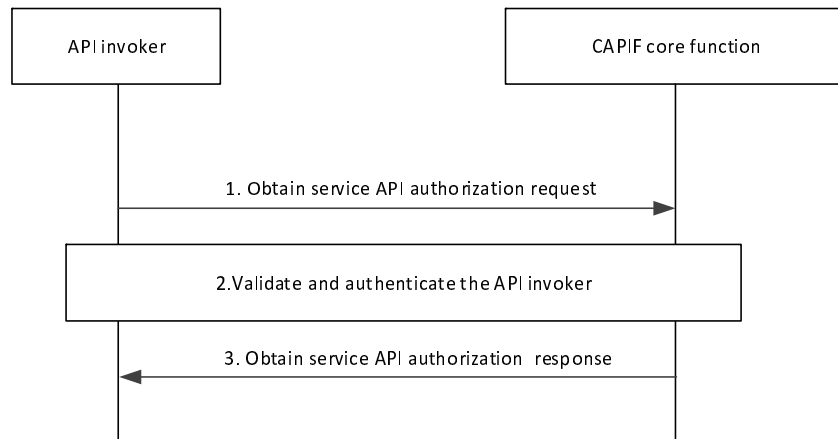 API invoker
CAPIF core function
1. Obtain service API authorization request
2.Validate and authenticate the API invoker
3. Obtain service API authorization response